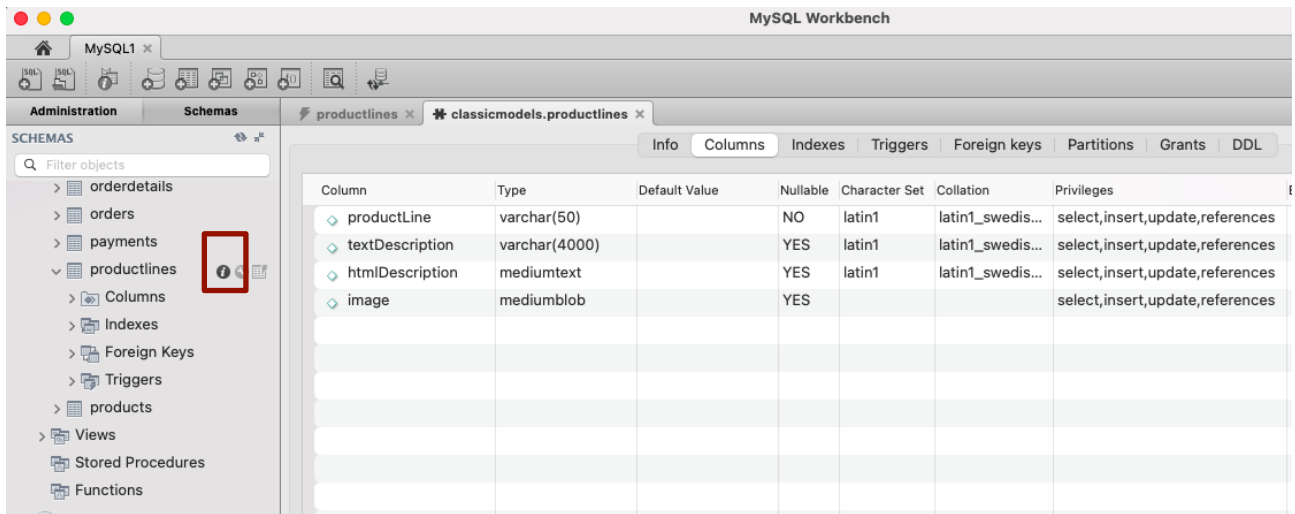 MySQL Workbench
MySQL1
SQL SQL
Administration Schemas
productlines classicmodels.productlines
SCHEMAS
Filter objects
Info Columns Indexes Triggers Foreign keys Partitions Grants DDL
orderdetails
orders
payments
productlines
Columns
Indexes
Foreign Keys
Triggers
products
Views
Stored Procedures
Functions
Column Type Default Value Nullable Character Set Collation Privileges
productLine varchar(50) NO latin1 latin1_swedis... select,insert,update,references
textDescription varchar(4000) YES latin1 latin1_swedis... select,insert,update,references
htmlDescription mediumtext YES latin1 latin1_swedis... select,insert,update,references
image mediumblob YES select,insert,update,references